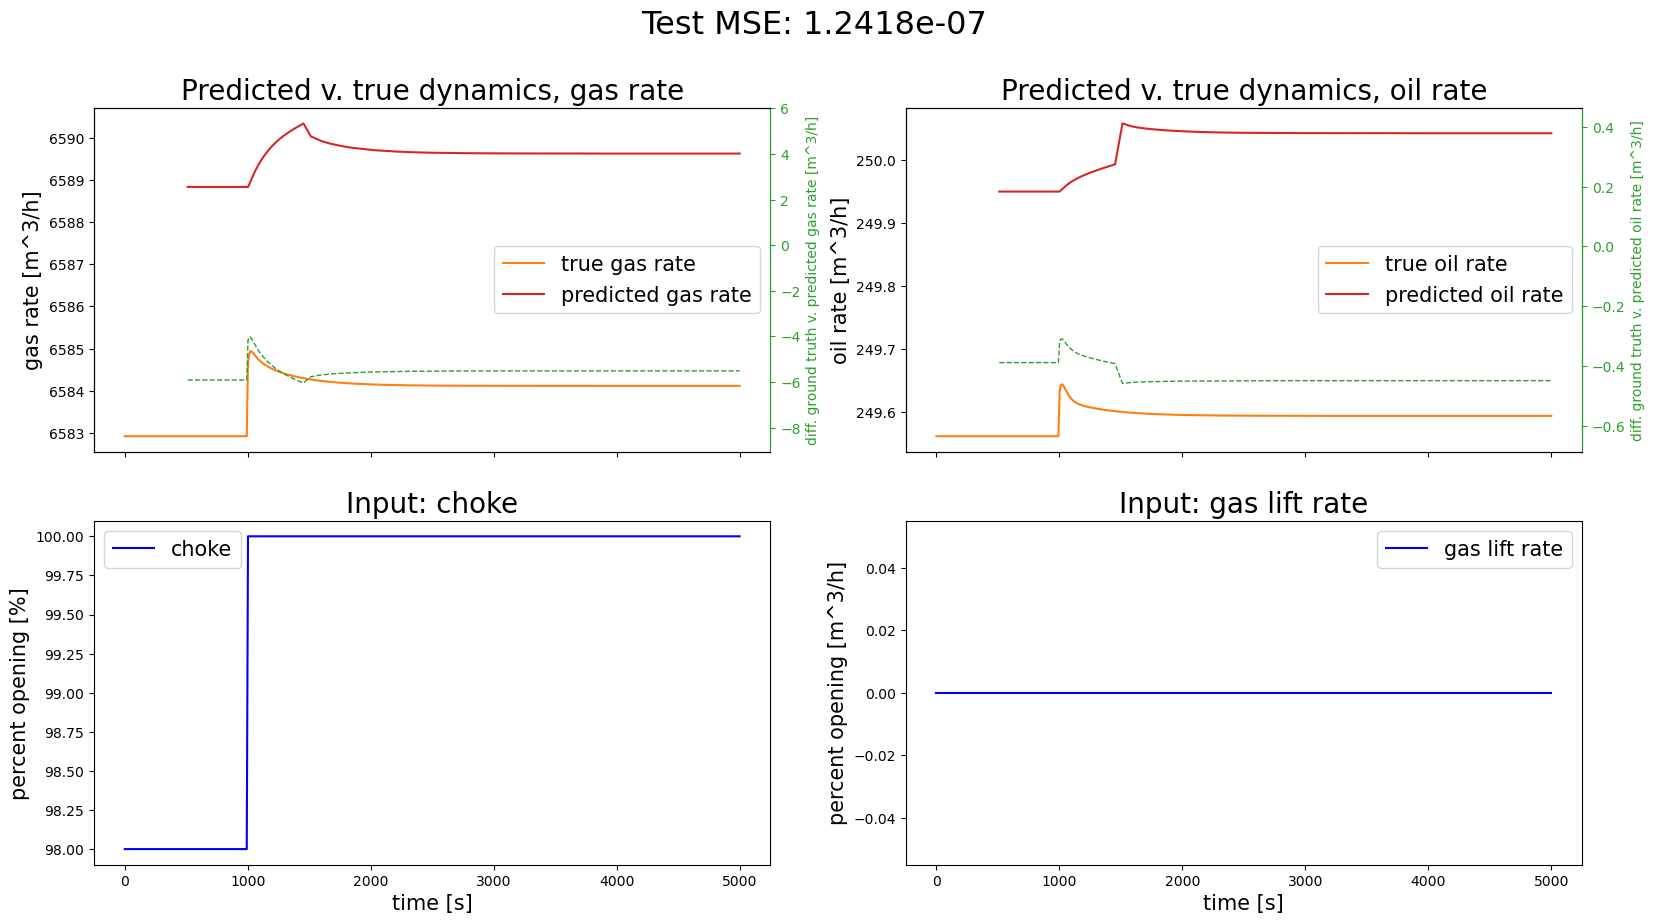 Test MSE: 1.2418e-07
Predicted v. true dynamics, gas rate
gas rate [m^3/h]
6590
6589
6588
6587
6586
6585
6584
6583
true gas rate
predicted gas rate
6
4
2
0
−2
−4
−6
−8
diff. ground truth v. predicted gas rate [m^3/h]
Predicted v. true dynamics, oil rate
oil rate [m^3/h]
250.0
249.9
249.8
249.7
249.6
true oil rate
predicted oil rate
0.4
0.2
0.0
−0.2
−0.4
−0.6
diff. ground truth v. predicted oil rate [m^3/h]
Input: choke
percent opening [%]
100.00
99.75
99.50
99.25
99.00
98.75
98.50
98.25
98.00
choke
0 1000 2000 3000 4000 5000
time [s]
Input: gas lift rate
percent opening [m^3/h]
0.04
0.02
0.00
−0.02
−0.04
gas lift rate
0 1000 2000 3000 4000 5000
time [s]